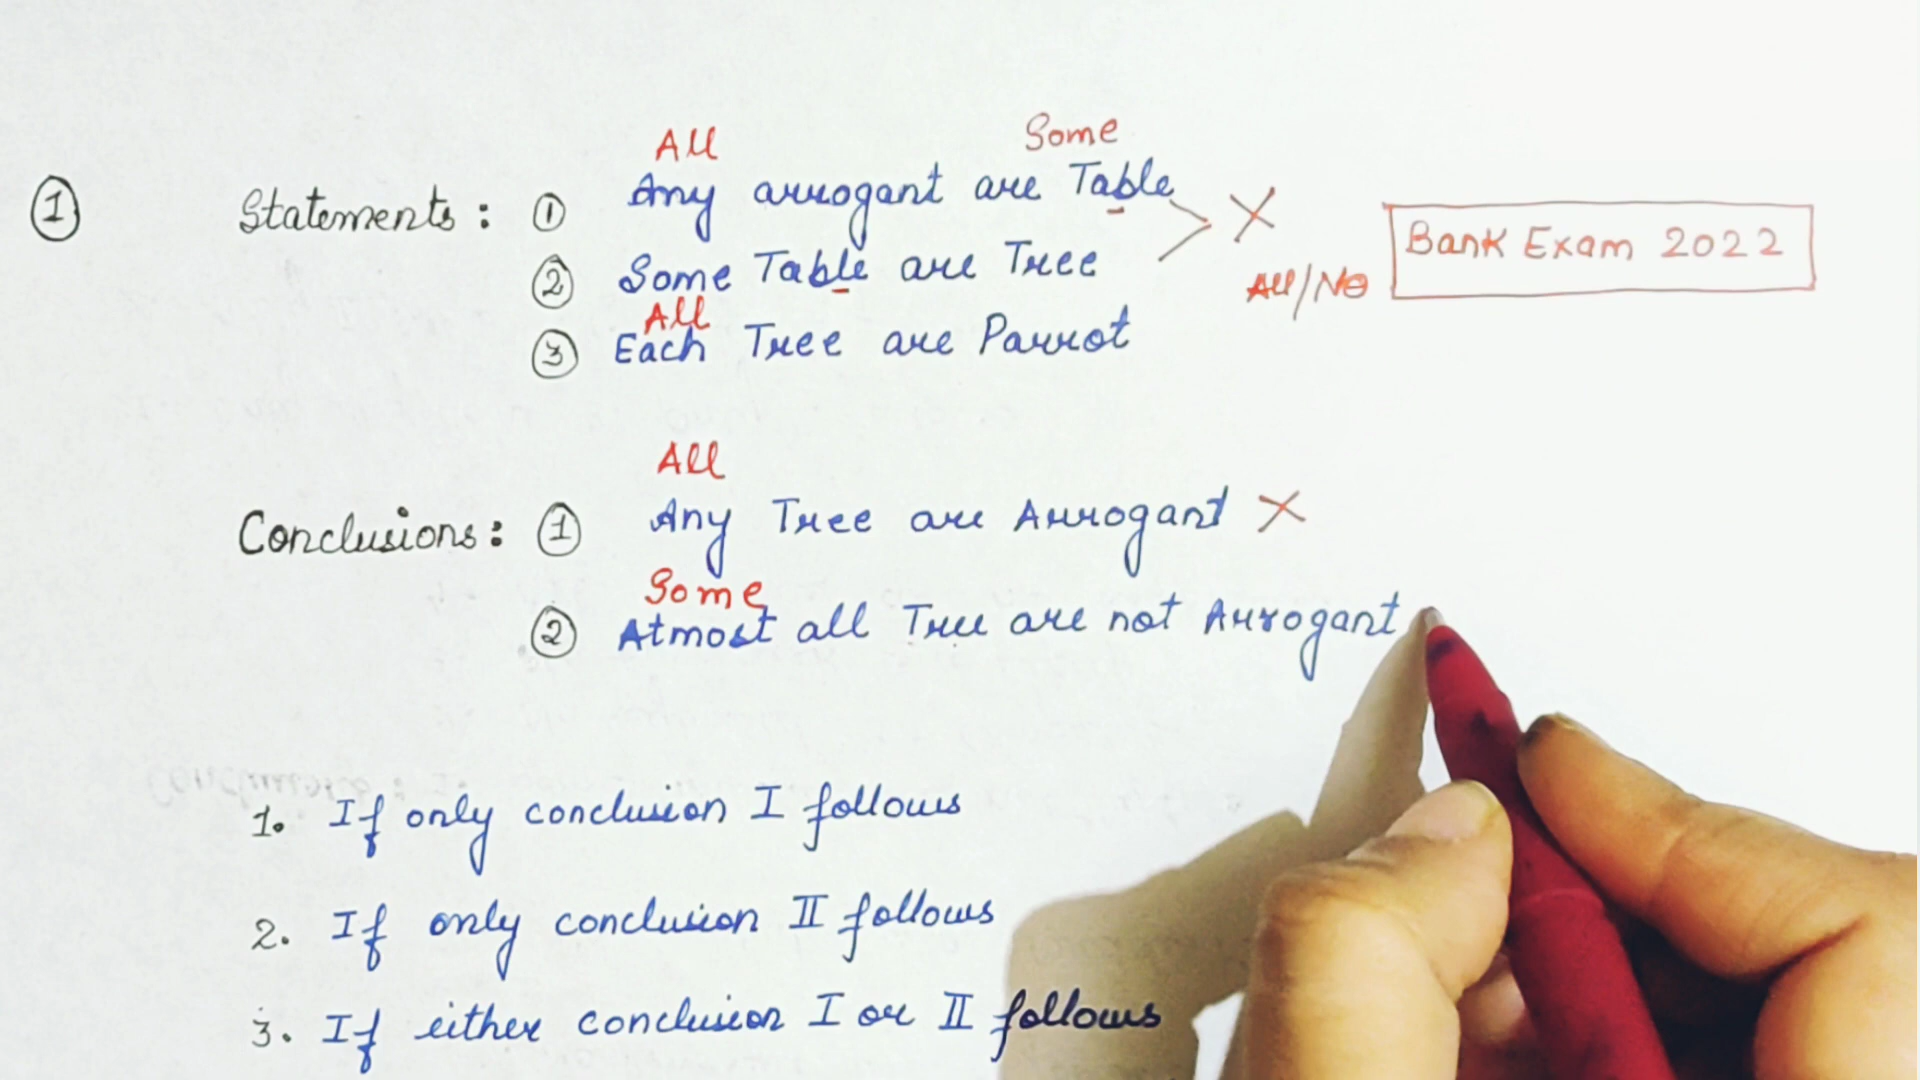 All Some
① Statements : ① Any arrogant are Table
② Some Table are Tree
All/No Bank Exam 2022
All
③ Each Tree are Parrot
All
Conclusions : ① Any Tree are Arrogant
Some
② Atmost all Tree are not Arrogant
1. If only conclusion I follows
2. If only conclusion II follows
3. If either conclusion I or II follows